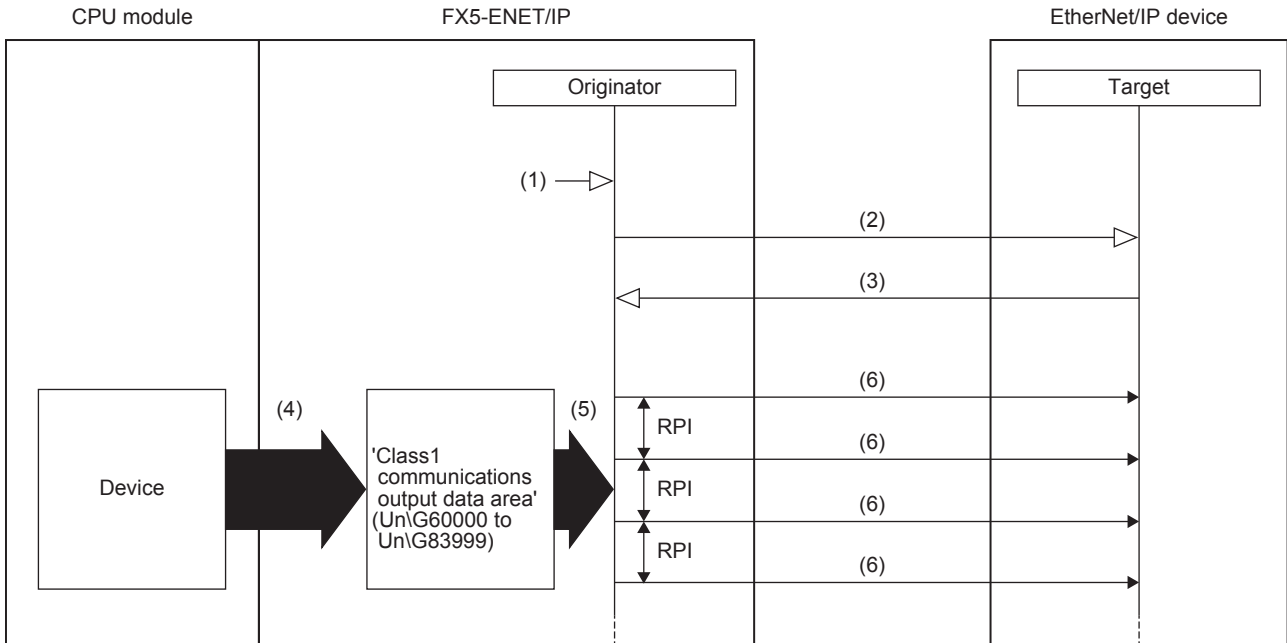 CPU module
FX5-ENET/IP
EtherNet/IP device
Originator
Target
(1)
(2)
(3)
(6)
(4)
(5)
RPI
(6)
Device
'Class1
communications
output data area'
(Un\G60000 to
Un\G83999)
RPI
(6)
RPI
(6)